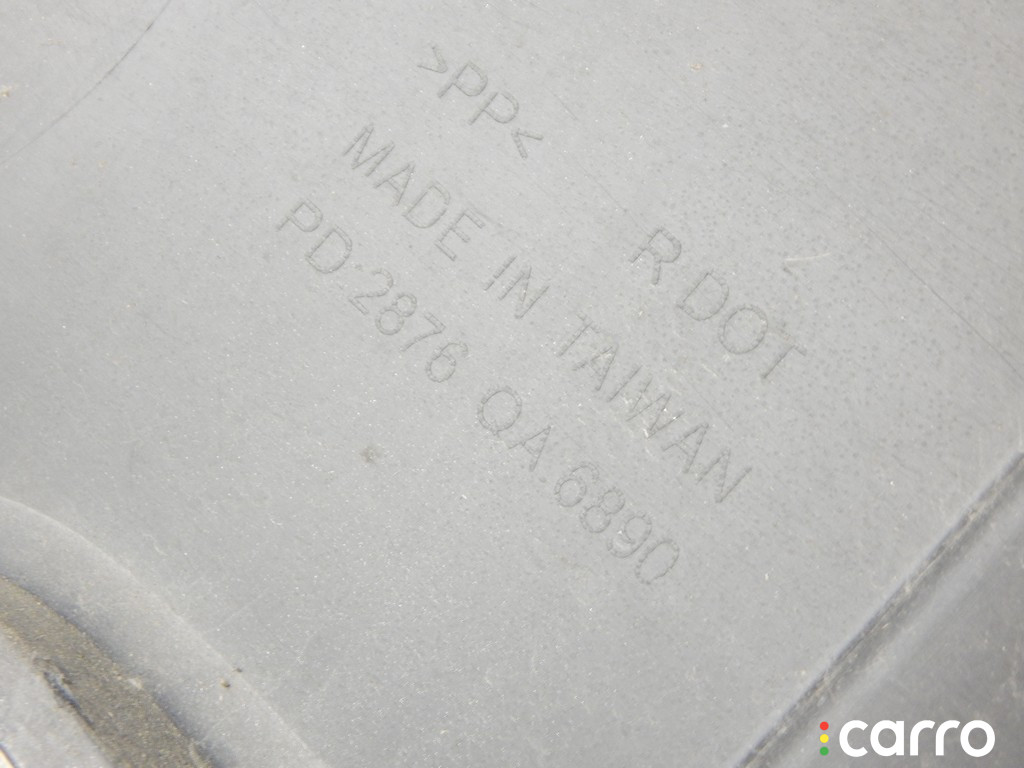 >PP<
R DOT
MADE IN TAIWAN
PD:2876 QA:6890
carro